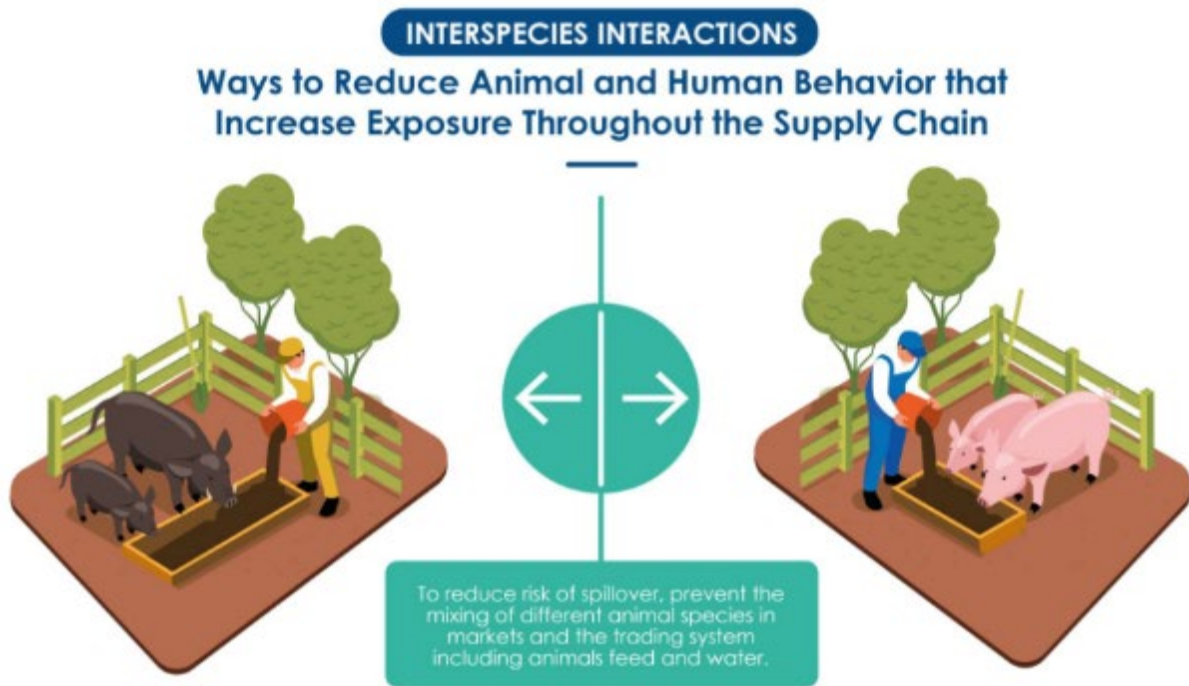 INTERSPECIES INTERACTIONS
Ways to Reduce Animal and Human Behavior that
Increase Exposure Throughout the Supply Chain
To reduce risk of spillover, prevent the
mixing of different animal species in
markets and the trading system
including animals feed and water.